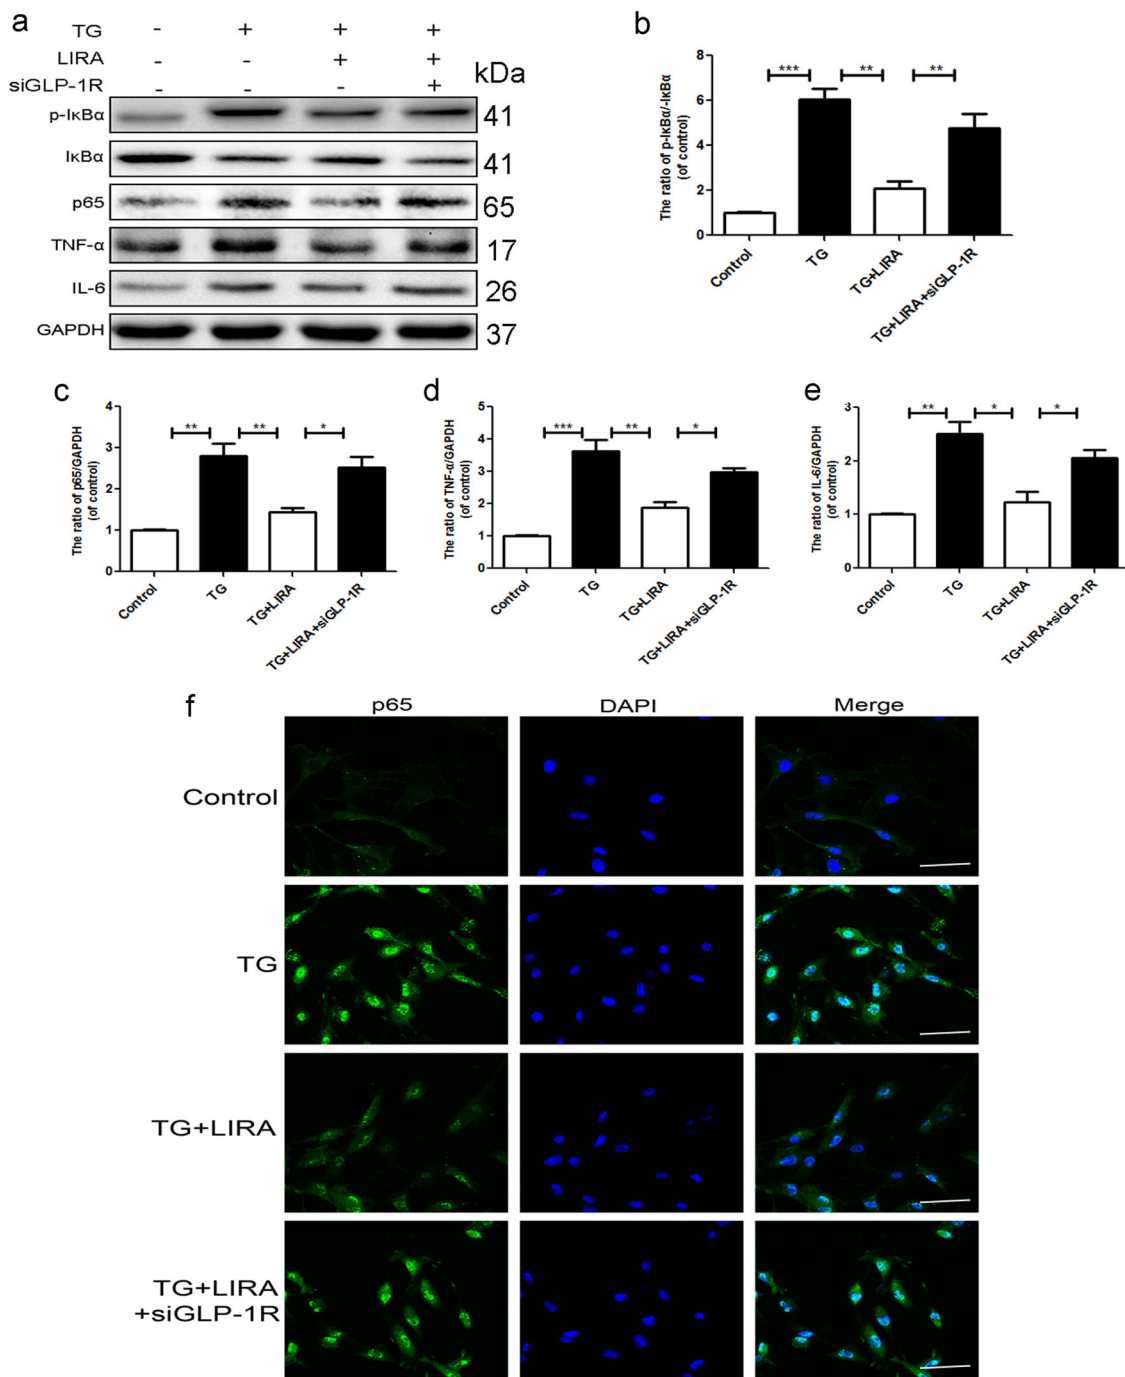 a
TG - + + +
LIRA - - + +
siGLP-1R - - - +
kDa
p-IκBα 41
IκBα 41
p65 65
TNF-α 17
IL-6 26
GAPDH 37
b
The ratio of p-IκBα/-IκBα
(of control)
8
6
4
2
0
*** ** **
Control TG TG+LIRA TG+LIRA+siGLP-1R
c
The ratio of p65/GAPDH
(of control)
4
3
2
1
0
** ** *
Control TG TG+LIRA TG+LIRA+siGLP-1R
d
The ratio of TNF-α/GAPDH
(of control)
5
4
3
2
1
0
*** ** *
Control TG TG+LIRA TG+LIRA+siGLP-1R
e
The ratio of IL-6/GAPDH
(of control)
3
2
1
0
** * *
Control TG TG+LIRA TG+LIRA+siGLP-1R
f
p65 DAPI Merge
Control
TG
TG+LIRA
TG+LIRA
+siGLP-1R